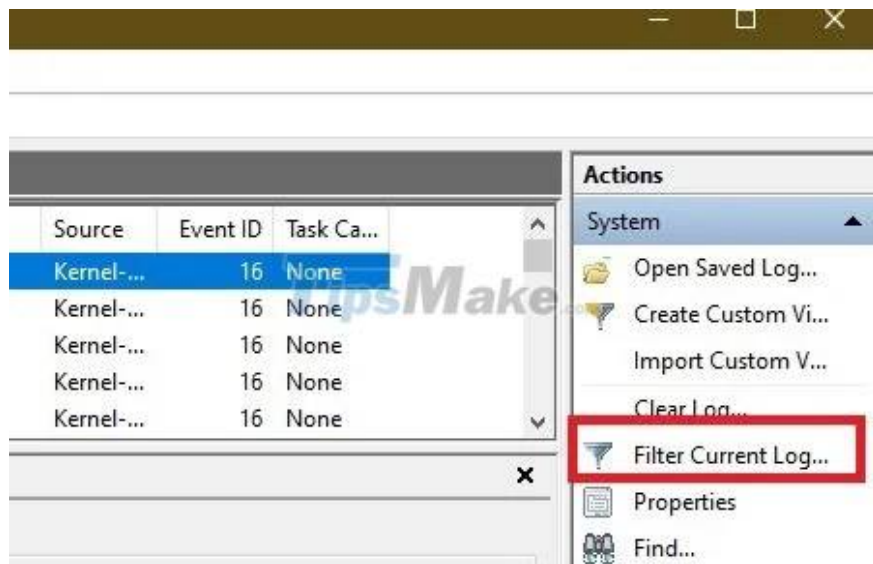 Actions
Source Event ID Task Ca...
System
Kernel-... 16 None
Open Saved Log...
Kernel-... 16 None
Create Custom Vi...
Kernel-... 16 None
Import Custom V...
Kernel-... 16 None
Clear Log...
Kernel-... 16 None
Filter Current Log...
Properties
Find...
TipsMake.com